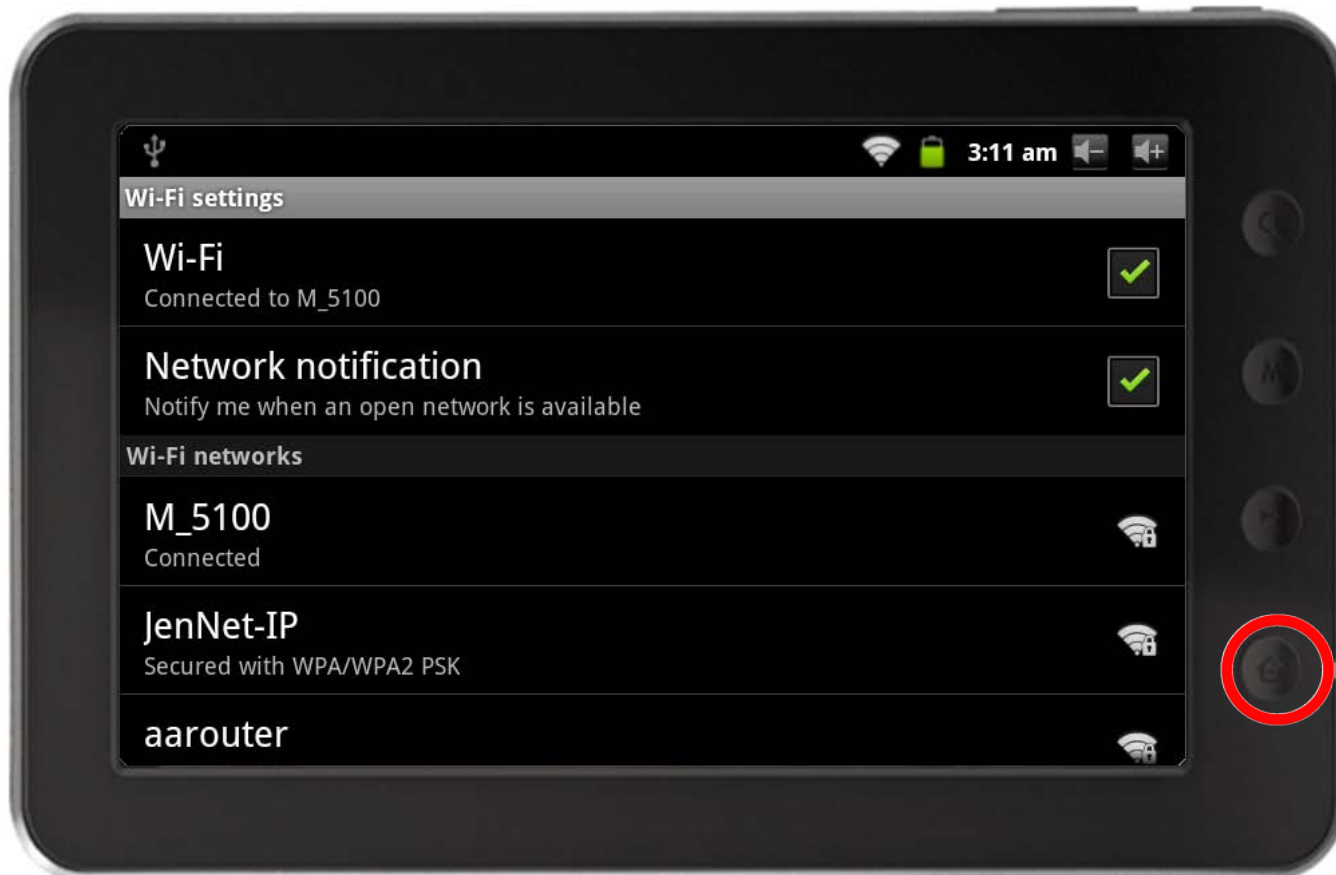 3:11 am
Wi-Fi settings
Wi-Fi
Connected to M_5100
Network notification
Notify me when an open network is available
Wi-Fi networks
M_5100
Connected
JenNet-IP
Secured with WPA/WPA2 PSK
aarouter
M